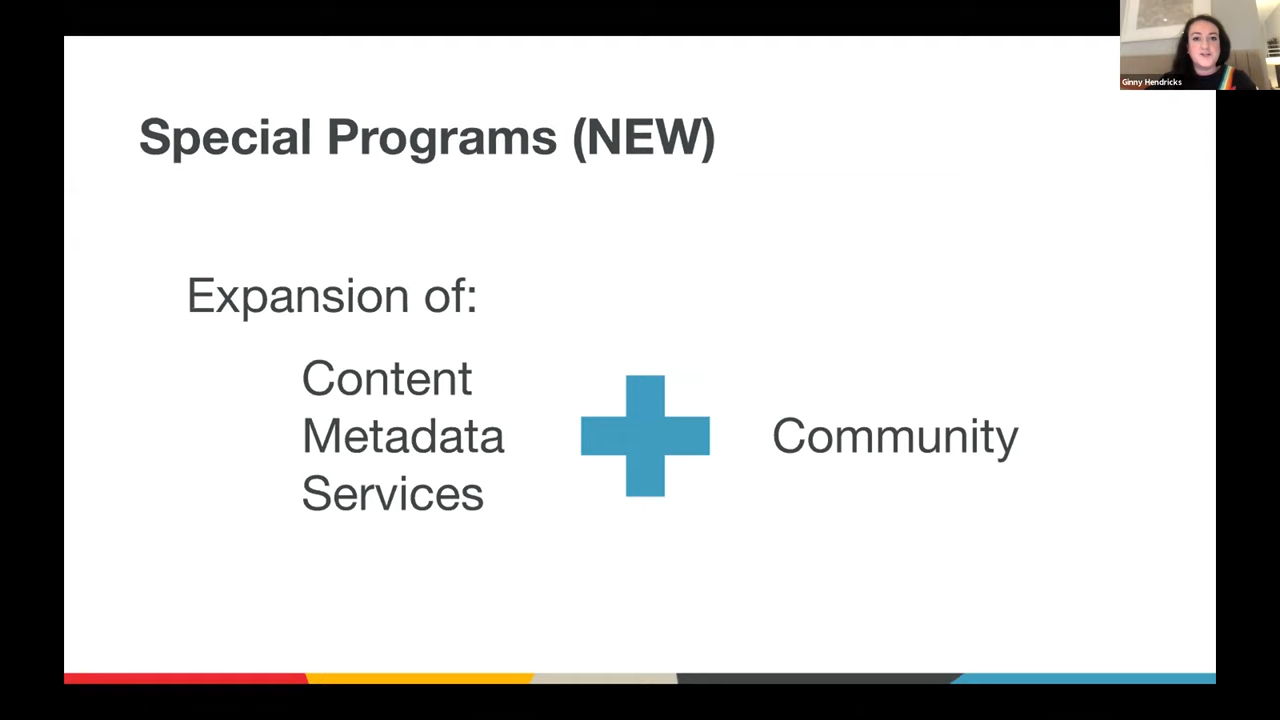 Ginny Hendricks
Special Programs (NEW)
Expansion of:
Content
Metadata
Services
Community